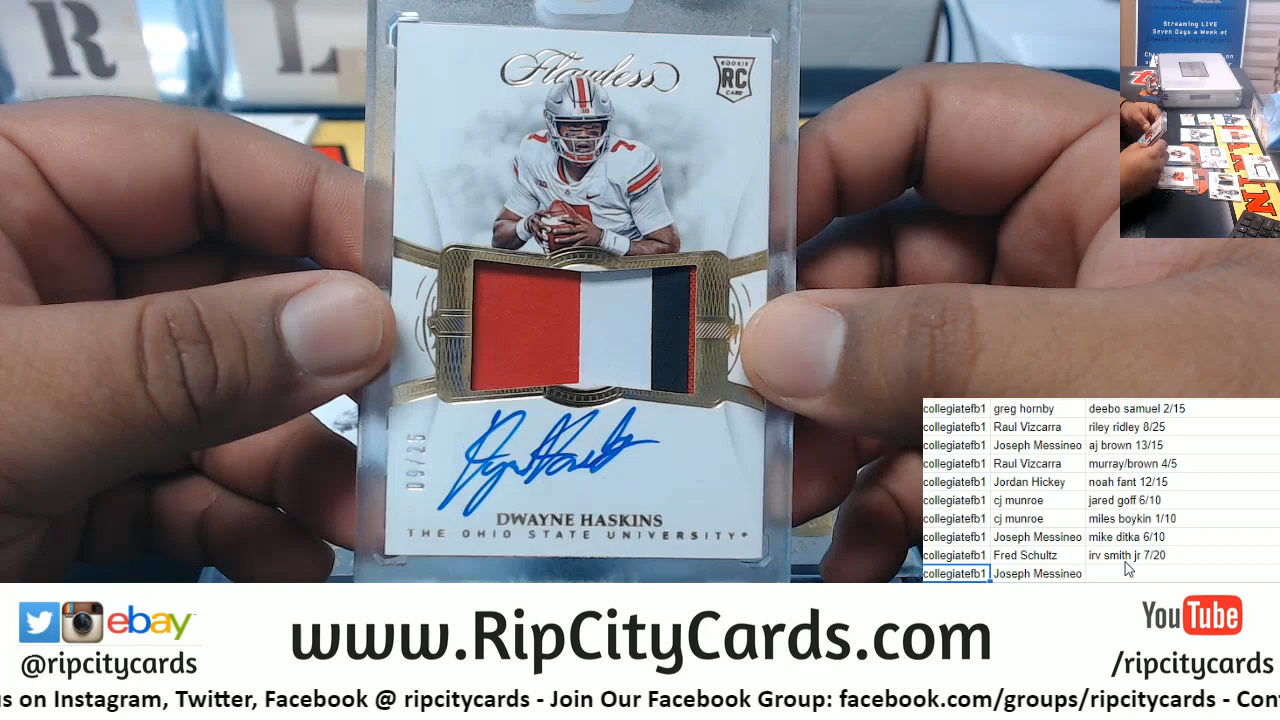 R L
Streaming LIVE
Seven Days a Week at
Flawless
ROOKIE
RC
CARD
7
09/25
DWAYNE HASKINS
THE OHIO STATE UNIVERSITY
collegiatefb1 greg hornby deebo samuel 2/15
collegiatefb1 Raul Vizcarra riley ridley 8/25
collegiatefb1 Joseph Messineo aj brown 13/15
collegiatefb1 Raul Vizcarra murray/brown 4/5
collegiatefb1 Jordan Hickey noah fant 12/15
collegiatefb1 cj munroe jared goff 6/10
collegiatefb1 cj munroe miles boykin 1/10
collegiatefb1 Joseph Messineo mike ditka 6/10
collegiatefb1 Fred Schultz irv smith jr 7/20
collegiatefb1 Joseph Messineo
ebay
@ripcitycards
www.RipCityCards.com
YouTube
/ripcitycards
us on Instagram, Twitter, Facebook @ ripcitycards - Join Our Facebook Group: facebook.com/groups/ripcitycards - Con